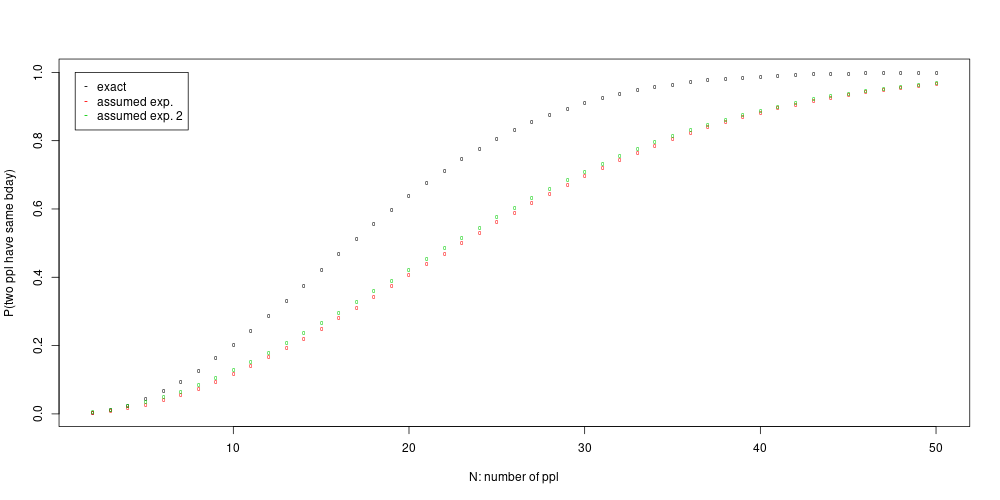 exact
assumed exp.
assumed exp. 2
P(two ppl have same bday)
1.0
0.8
0.6
0.4
0.2
0.0
10 20 30 40 50
N: number of ppl